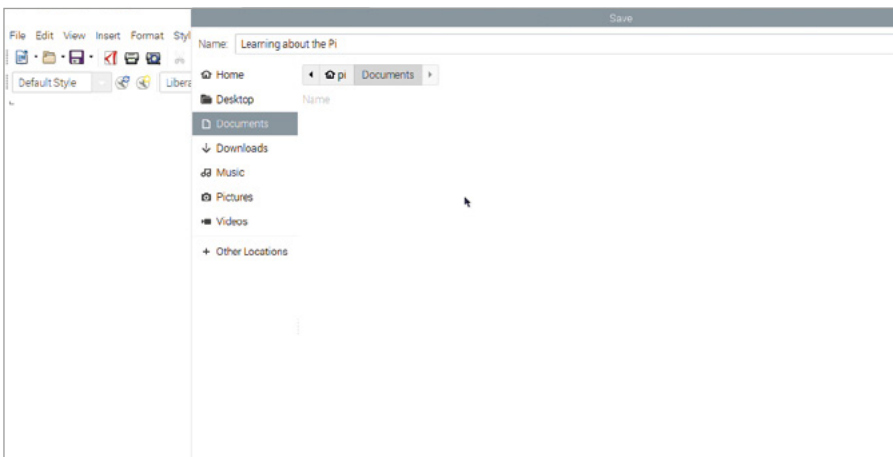 Save
File Edit View Insert Format Styl
Name: Learning about the Pi
Default Style Libera
Home
pi Documents
Desktop
Name
Documents
Downloads
Music
Pictures
Videos
+ Other Locations